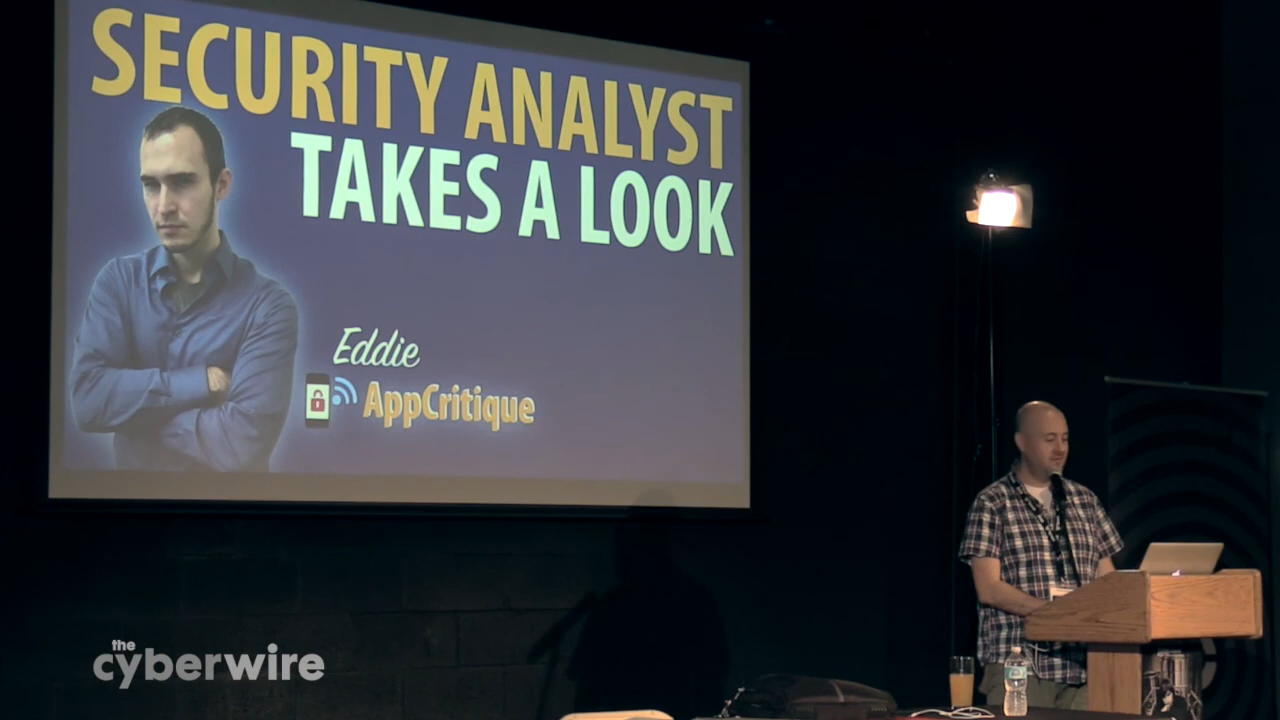 SECURITY ANALYST
TAKES A LOOK
Eddie
AppCritique
the
cyberwire